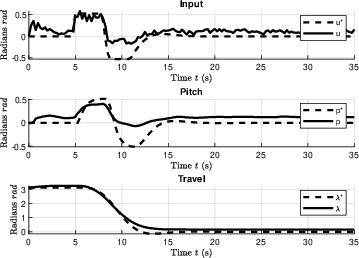 Input
Radians rad
0.5
0
-0.5
u*
u
0 5 10 15 20 25 30 35
Time t (s)
Pitch
Radians rad
0.5
0
-0.5
p*
p
0 5 10 15 20 25 30 35
Time t (s)
Travel
Radians rad
3
2
1
0
λ*
λ
0 5 10 15 20 25 30 35
Time t (s)